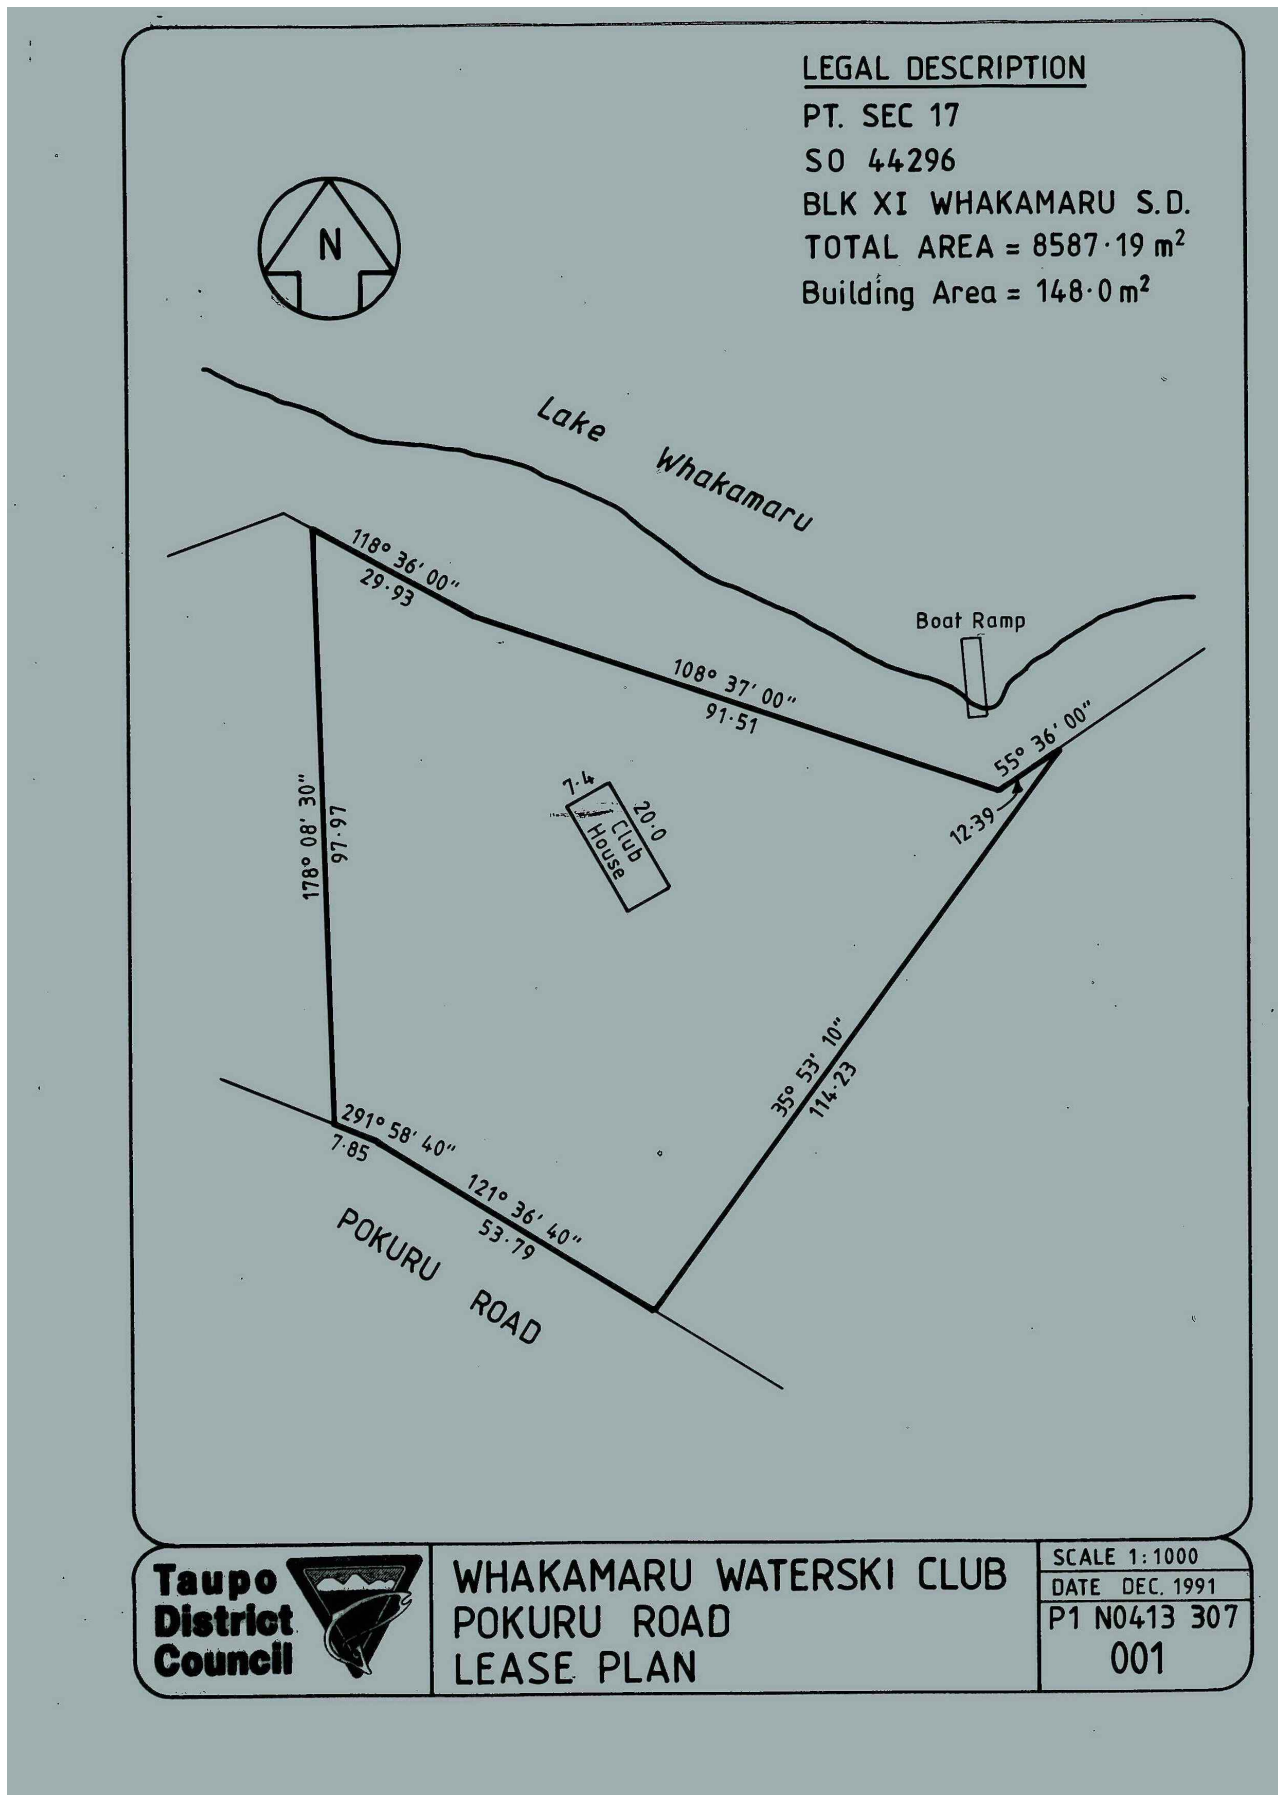 LEGAL DESCRIPTION
PT. SEC 17
SO 44296
BLK XI WHAKAMARU S.D.
TOTAL AREA = 8587·19 m²
Building Area = 148·0 m²
N
Lake Whakamaru
118° 36' 00"
29·93
Boat Ramp
108° 37' 00"
91·51
55° 36' 00"
12·39
7·4
20·0
Club
House
178° 08' 30"
97·97
35° 53' 10"
114·23
291° 58' 40"
7·85
121° 36' 40"
53·79
POKURU ROAD
Taupo
District
Council
WHAKAMARU WATERSKI CLUB
POKURU ROAD
LEASE PLAN
SCALE 1:1000
DATE DEC. 1991
P1 N0413 307
001